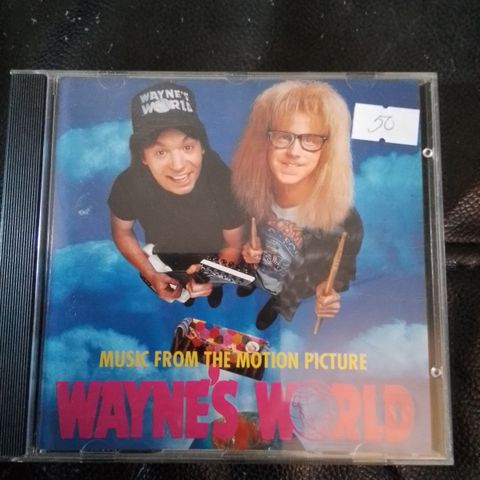 WAYNE'S
WORLD
50
MUSIC FROM THE MOTION PICTURE
WAYNE'S WORLD